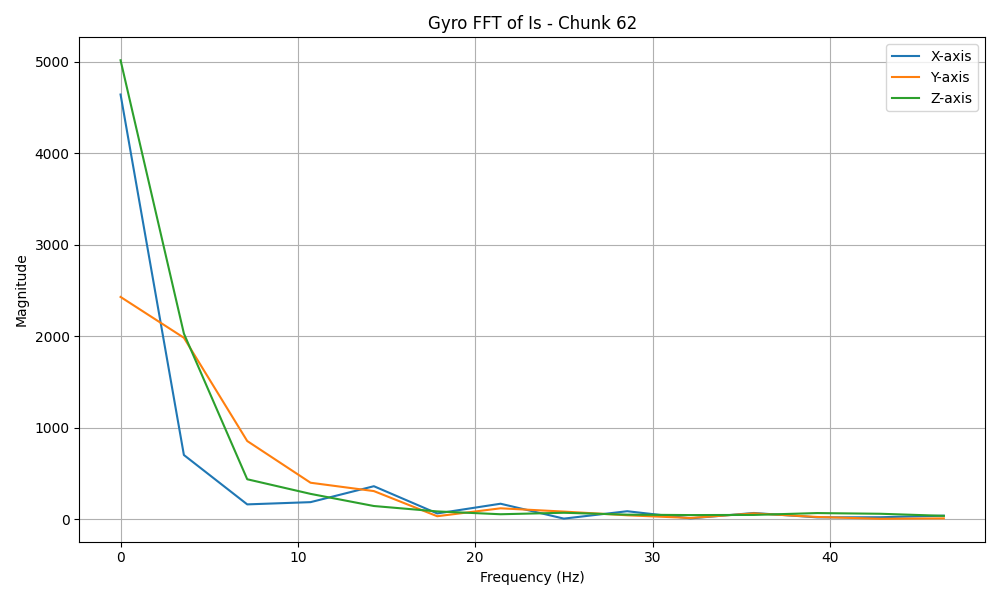 Gyro FFT of Is - Chunk 62
X-axis
Y-axis
Z-axis
Magnitude
5000
4000
3000
2000
1000
0
0 10 20 30 40
Frequency (Hz)